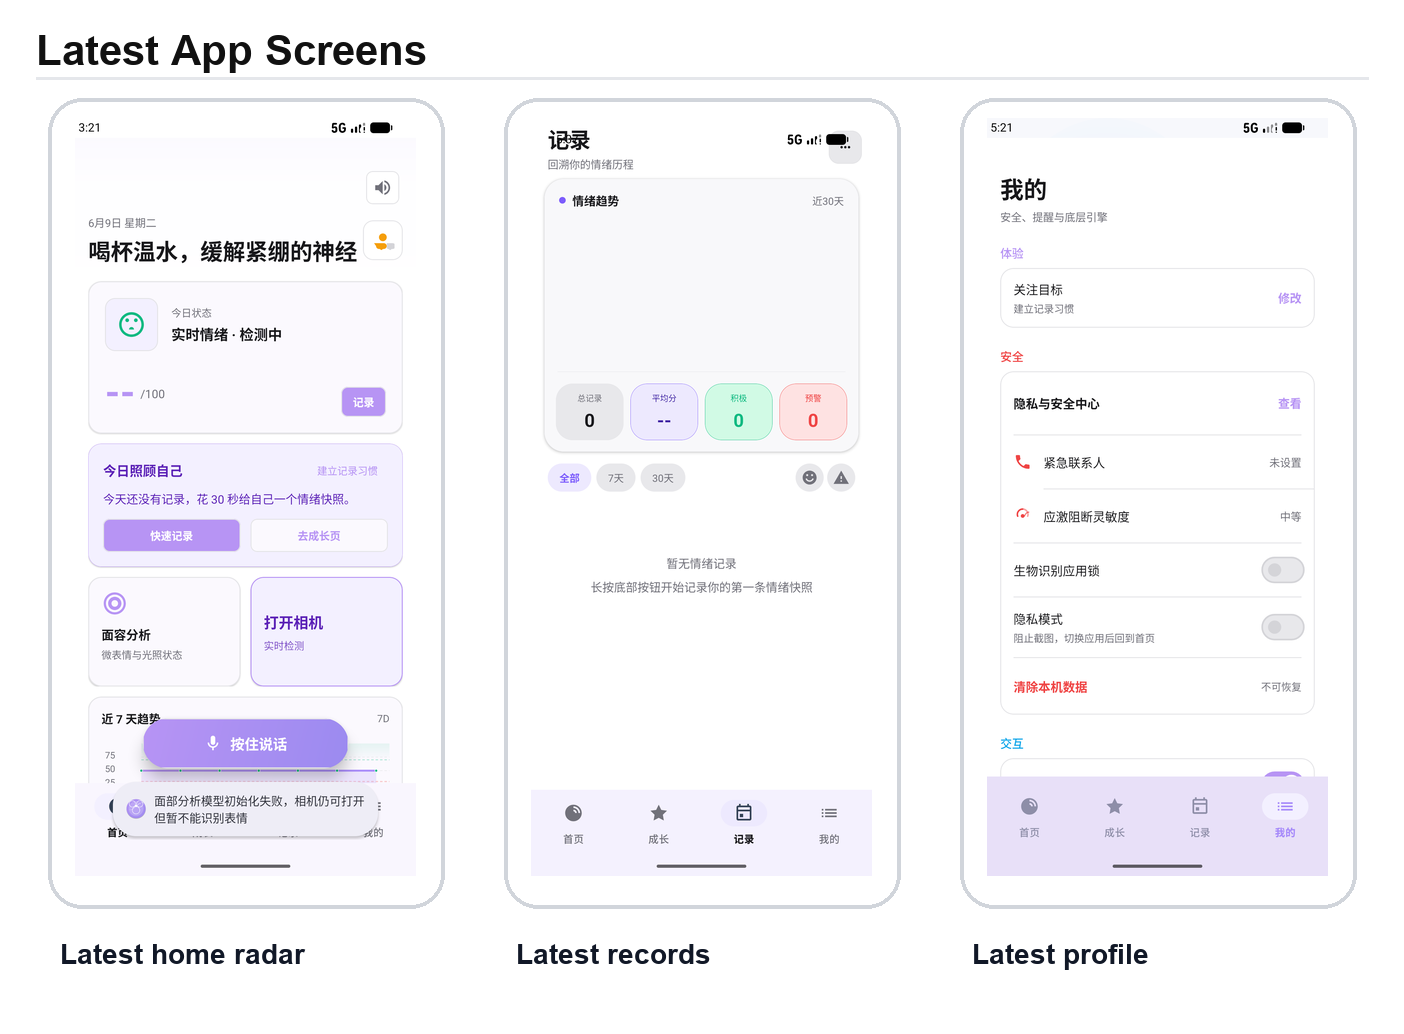 Latest App Screens
3:21
5G
6月9日 星期二
喝杯温水，缓解紧绷的神经
今日状态
实时情绪 · 检测中
-- /100
记录
今日照顾自己
建立记录习惯
今天还没有记录，花 30 秒给自己一个情绪快照。
快速记录
去成长页
面容分析
微表情与光照状态
打开相机
实时检测
近 7 天趋势
7D
75
50
25
按住说话
面部分析模型初始化失败，相机仍可打开
但暂不能识别表情
首页
我的
Latest home radar
记录
5G
回溯你的情绪历程
情绪趋势
近30天
总记录
0
平均分
--
积极
0
预警
0
全部
7天
30天
暂无情绪记录
长按底部按钮开始记录你的第一条情绪快照
首页
成长
记录
我的
Latest records
5:21
5G
我的
安全、提醒与底层引擎
体验
关注目标
建立记录习惯
修改
安全
隐私与安全中心
查看
紧急联系人
未设置
应激阻断灵敏度
中等
生物识别应用锁
隐私模式
阻止截图，切换应用后回到首页
清除本机数据
不可恢复
交互
首页
成长
记录
我的
Latest profile